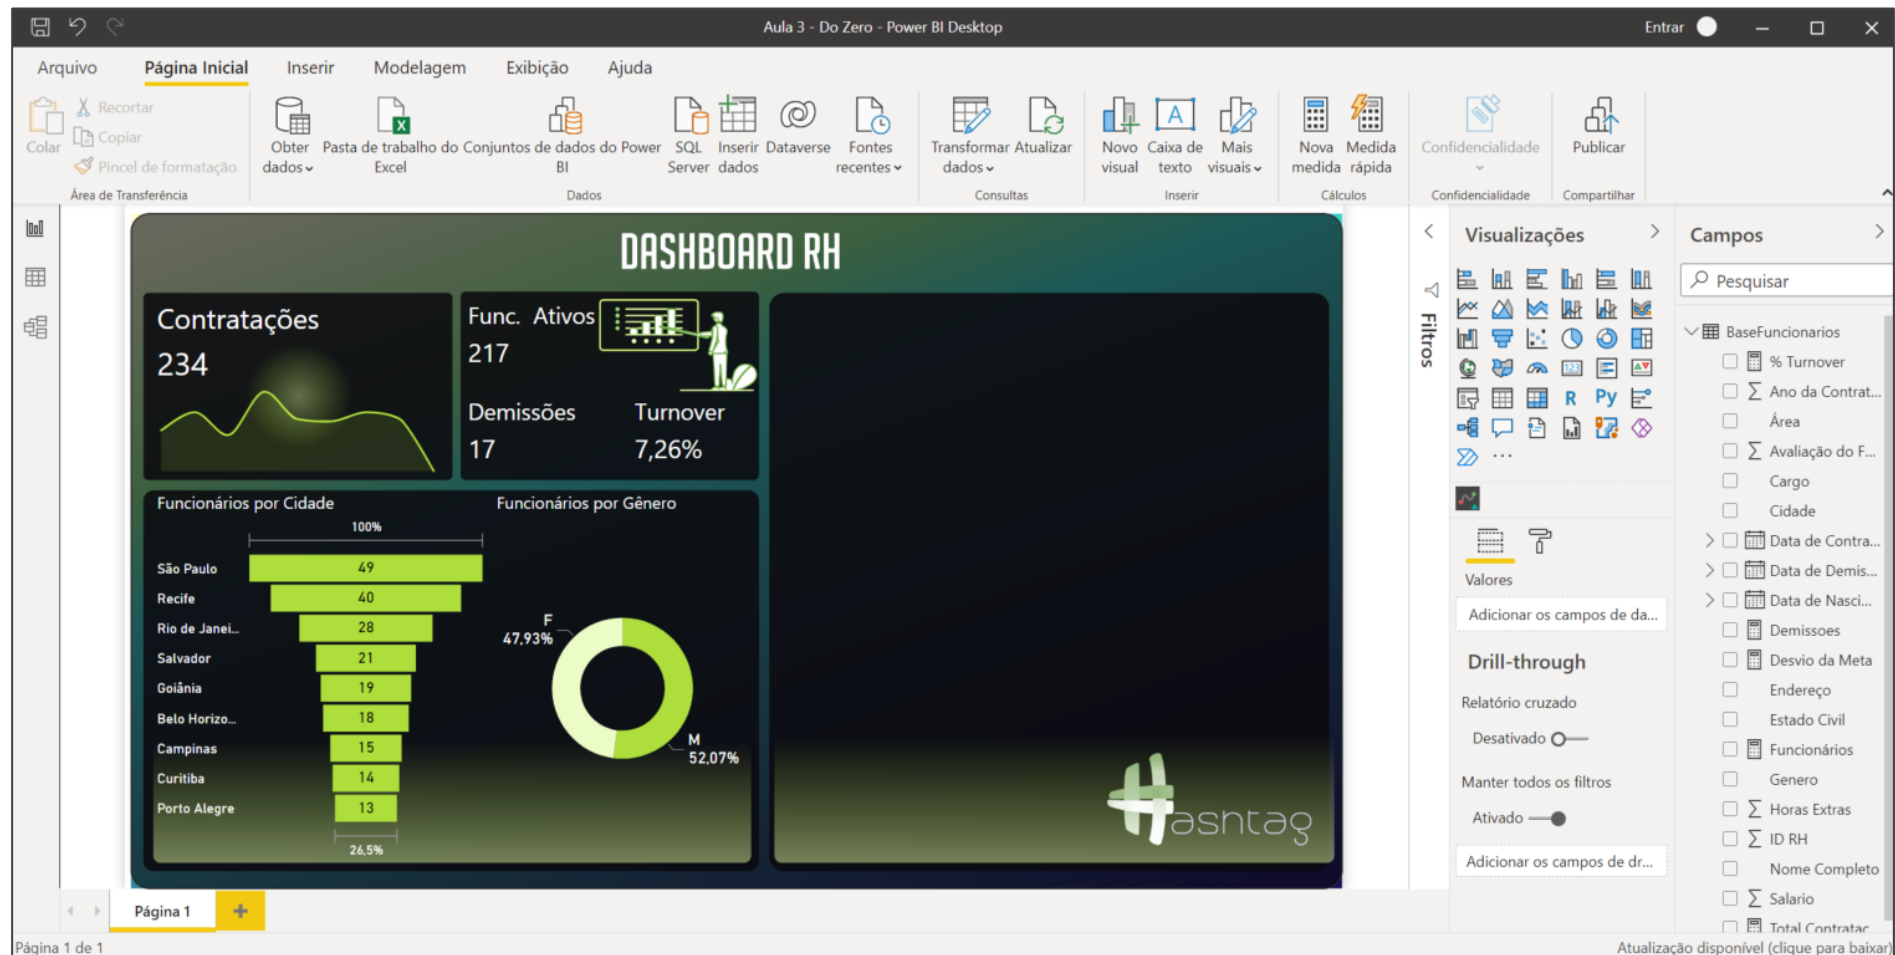 Aula 3 - Do Zero - Power BI Desktop
Entrar
Arquivo Página Inicial Inserir Modelagem Exibição Ajuda
Colar
Recortar
Copiar
Pincel de formatação
Área de Transferência
Obter dados
Pasta de trabalho do Excel
Conjuntos de dados do Power BI
SQL Server
Inserir dados
Dataverse
Fontes recentes
Dados
Transformar dados
Atualizar
Consultas
Novo visual
Caixa de texto
Mais visuais
Inserir
Nova medida
Medida rápida
Cálculos
Confidencialidade
Confidencialidade
Publicar
Compartilhar
DASHBOARD RH
Contratações
234
Func. Ativos
217
Demissões
17
Turnover
7,26%
Funcionários por Cidade
100%
São Paulo 49
Recife 40
Rio de Janei... 28
Salvador 21
Goiânia 19
Belo Horizo... 18
Campinas 15
Curitiba 14
Porto Alegre 13
26,5%
Funcionários por Gênero
F
47,93%
M
52,07%
Hashtag
Filtros
Visualizações
123
R
Py
Valores
Adicionar os campos de da...
Drill-through
Relatório cruzado
Desativado
Manter todos os filtros
Ativado
Adicionar os campos de dr...
Campos
Pesquisar
BaseFuncionarios
% Turnover
Ano da Contrat...
Área
Avaliação do F...
Cargo
Cidade
Data de Contra...
Data de Demis...
Data de Nasci...
Demissoes
Desvio da Meta
Endereço
Estado Civil
Funcionários
Genero
Horas Extras
ID RH
Nome Completo
Salario
Total Contratac
Página 1
Página 1 de 1
Atualização disponível (clique para baixar)